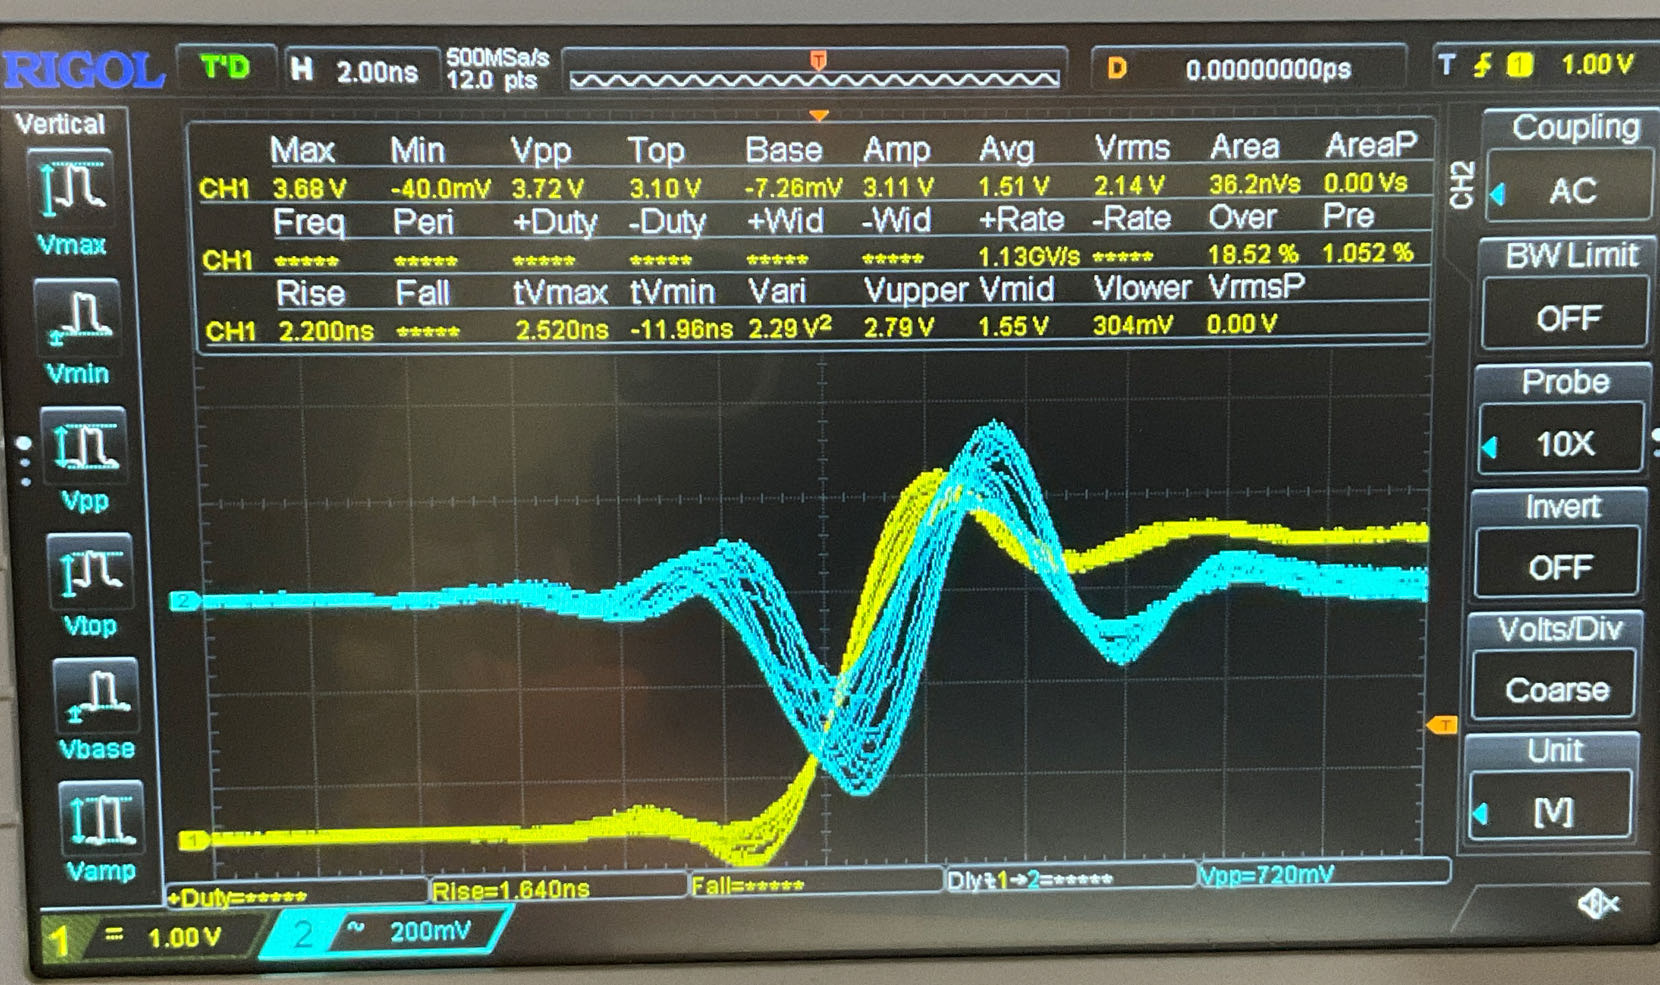 RIGOL T'D H 2.00ns 500MSa/s 12.0 pts T D 0.00000000ps T 1 1.00 V
Vertical
Vmax
Vmin
Vpp
Vtop
Vbase
Vamp
Max Min Vpp Top Base Amp Avg Vrms Area AreaP
CH1 3.68 V -40.0mV 3.72 V 3.10 V -7.26mV 3.11 V 1.51 V 2.14 V 36.2nVs 0.00 Vs
Freq Peri +Duty -Duty +Wid -Wid +Rate -Rate Over Pre
CH1 ***** ***** ***** ***** ***** ***** 1.13GV/s ***** 18.52 % 1.052 %
Rise Fall tVmax tVmin Vari Vupper Vmid Vlower VrmsP
CH1 2.200ns ***** 2.520ns -11.96ns 2.29 V² 2.79 V 1.55 V 304mV 0.00 V
2
T
1
+Duty=***** Rise=1.640ns Fall=***** Dly1→2=***** Vpp=720mV
1 = 1.00 V 2 ~ 200mV
CH2
Coupling
AC
BW Limit
OFF
Probe
10X
Invert
OFF
Volts/Div
Coarse
Unit
[V]